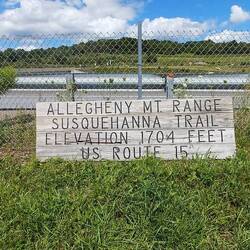 ALLEGHENY MT RANGE
SUSQUEHANNA TRAIL
ELEVATION 1704 FEET
US ROUTE 15